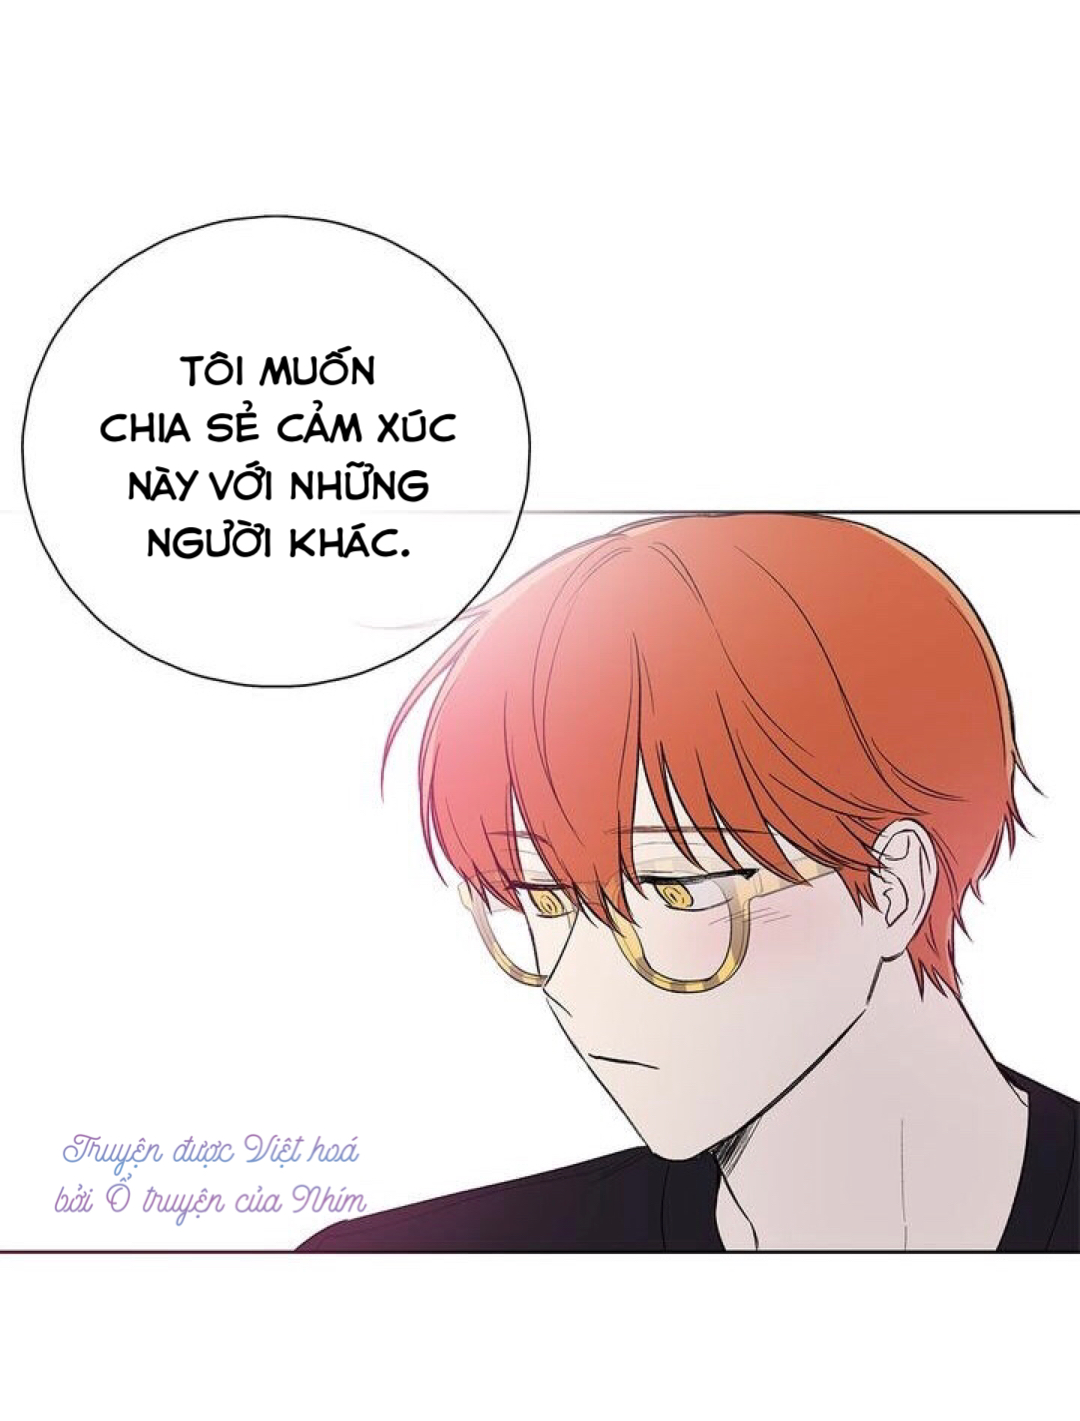 TÔI MUỐN
CHIA SẺ CẢM XÚC
NÀY VỚI NHỮNG
NGƯỜI KHÁC.
Truyện được Việt hoá
bởi Ổ truyện của Nhím